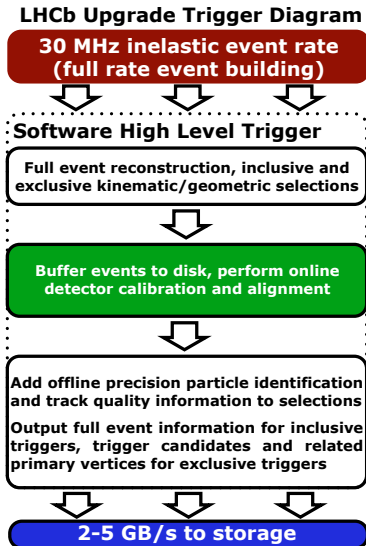 LHCb Upgrade Trigger Diagram
30 MHz inelastic event rate
(full rate event building)
Software High Level Trigger
Full event reconstruction, inclusive and
exclusive kinematic/geometric selections
Buffer events to disk, perform online
detector calibration and alignment
Add offline precision particle identification
and track quality information to selections
Output full event information for inclusive
triggers, trigger candidates and related
primary vertices for exclusive triggers
2-5 GB/s to storage